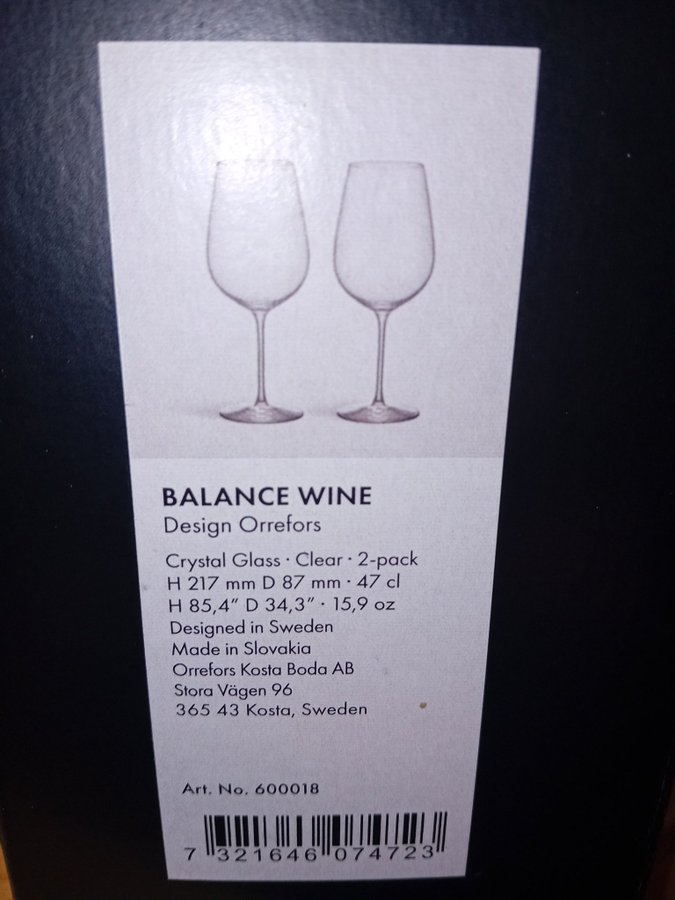 BALANCE WINE
Design Orrefors
Crystal Glass · Clear · 2-pack
H 217 mm D 87 mm · 47 cl
H 85,4” D 34,3” · 15,9 oz
Designed in Sweden
Made in Slovakia
Orrefors Kosta Boda AB
Stora Vägen 96
365 43 Kosta, Sweden
Art. No. 600018
7 321646 074723